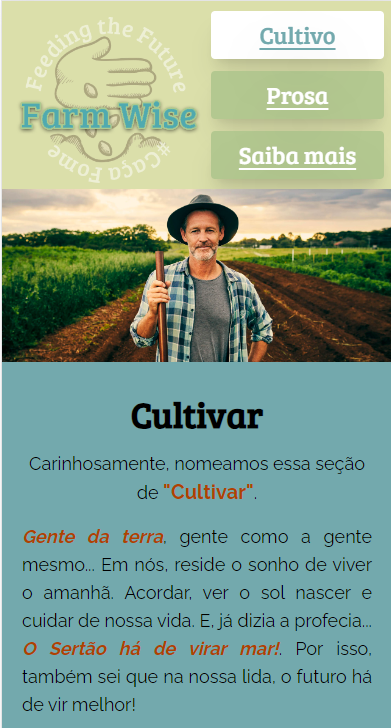 Feeding the Future
Farm Wise
#Caça Fome
Cultivo
Prosa
Saiba mais
Cultivar
Carinhosamente, nomeamos essa seção
de "Cultivar".
Gente da terra, gente como a gente
mesmo... Em nós, reside o sonho de viver
o amanhã. Acordar, ver o sol nascer e
cuidar de nossa vida. E, já dizia a profecia...
O Sertão há de virar mar!. Por isso,
também sei que na nossa lida, o futuro há
de vir melhor!